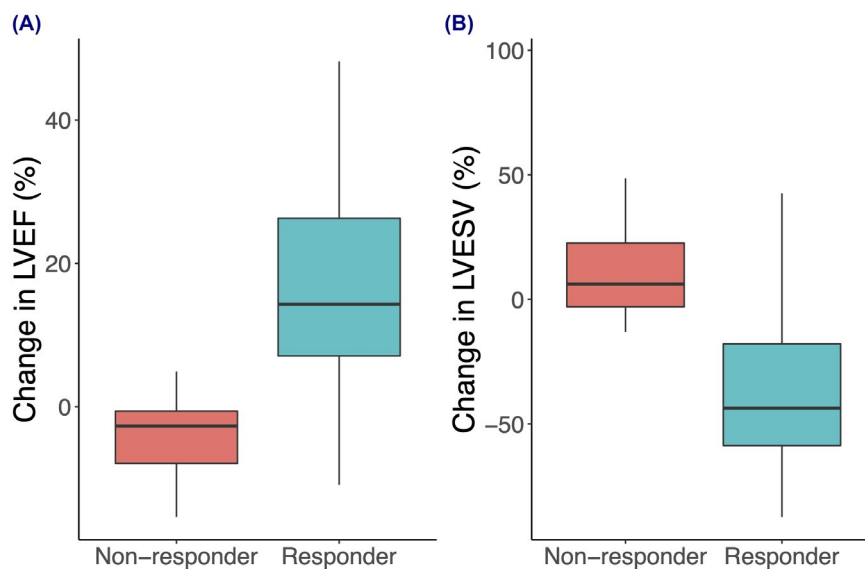 (A)
Change in LVEF (%)
40
20
0
Non−responder
Responder
(B)
Change in LVESV (%)
100
50
0
−50
Non−responder
Responder